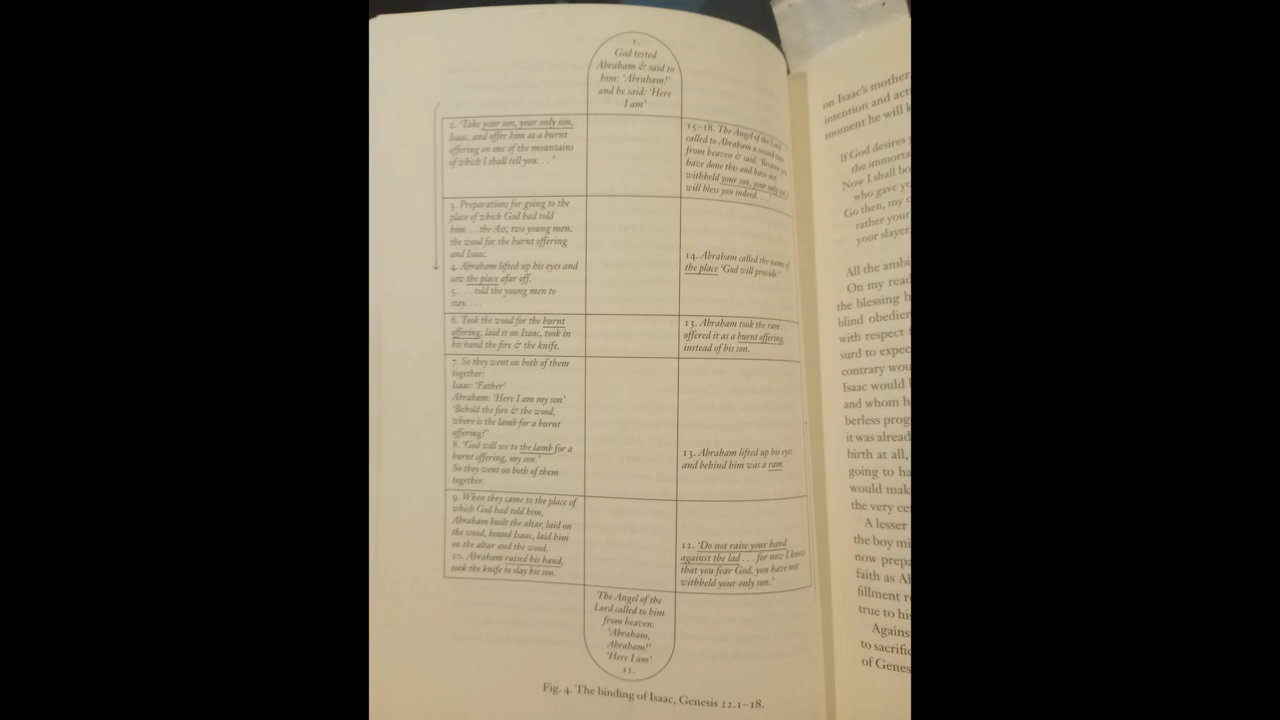 1.
God tested
Abraham & said to
him: 'Abraham!'
and he said: 'Here
I am'
2. 'Take your son, your only son,
Isaac, and offer him as a burnt
offering on one of the mountains
of which I shall tell you. . . '
3. Preparations for going to the
place of which God had told
him. . . the Ass, two young men,
the wood for the burnt offering
and Isaac.
4. Abraham lifted up his eyes and
saw the place afar off.
5. . . . told the young men to
stay. . . .
6. Took the wood for the burnt
offering, laid it on Isaac, took in
his hand the fire & the knife.
7. So they went on both of them
together:
Isaac: 'Father'
Abraham: 'Here I am my son'
'Behold the fire & the wood,
where is the lamb for a burnt
offering?'
8. 'God will see to the lamb for a
burnt offering, my son.'
So they went on both of them
together.
9. When they came to the place of
which God had told him,
Abraham built the altar, laid on
the wood, bound Isaac, laid him
on the altar and the wood.
10. Abraham raised his hand,
took the knife to slay his son.
15–18. The Angel of the Lord
called to Abraham a second time
from heaven & said: 'Because you
have done this and have not
withheld your son, your only son, I
will bless you indeed. . . .'
14. Abraham called the name of
the place 'God will provide.'
13. Abraham took the ram
offered it as a burnt offering,
instead of his son.
13. Abraham lifted up his eyes
and behind him was a ram.
12. 'Do not raise your hand
against the lad . . . for now I know
that you fear God, you have not
withheld your only son.'
The Angel of the
Lord called to him
from heaven:
'Abraham,
Abraham!'
'Here I am'
11.
Fig. 4. The binding of Isaac, Genesis 22.1–18.
on Isaac's mother,
intention and act
moment he will k
If God desires
the immorta
Now I shall bo
who gave yo
Go then, my
rather your
your slayer,
All the ambi
On my read
the blessing h
blind obedien
with respect
surd to expec
contrary wou
Isaac would
and whom h
berless prog
it was alread
birth at all,
going to ha
would mak
the very ce
A lesser
the boy mi
now prepa
faith as Al
fillment r
true to his
Agains
to sacrific
of Genes